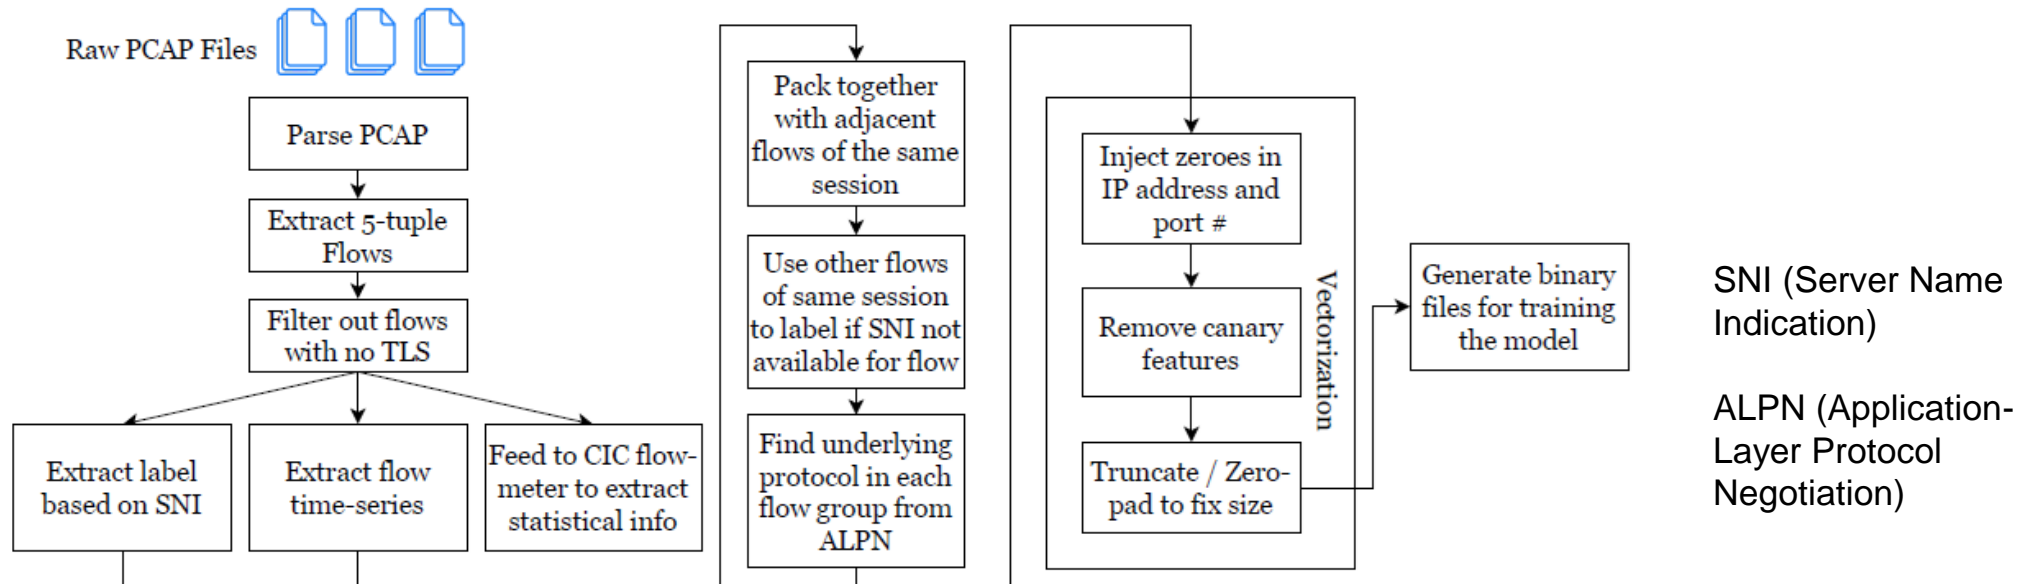 Raw PCAP Files
Parse PCAP
Extract 5-tuple
Flows
Filter out flows
with no TLS
Extract label
based on SNI
Extract flow
time-series
Feed to CIC flow-
meter to extract
statistical info
Pack together
with adjacent
flows of the same
session
Use other flows
of same session
to label if SNI not
available for flow
Find underlying
protocol in each
flow group from
ALPN
Inject zeroes in
IP address and
port #
Remove canary
features
Truncate / Zero-
pad to fix size
Vectorization
Generate binary
files for training
the model
SNI (Server Name
Indication)
ALPN (Application-
Layer Protocol
Negotiation)